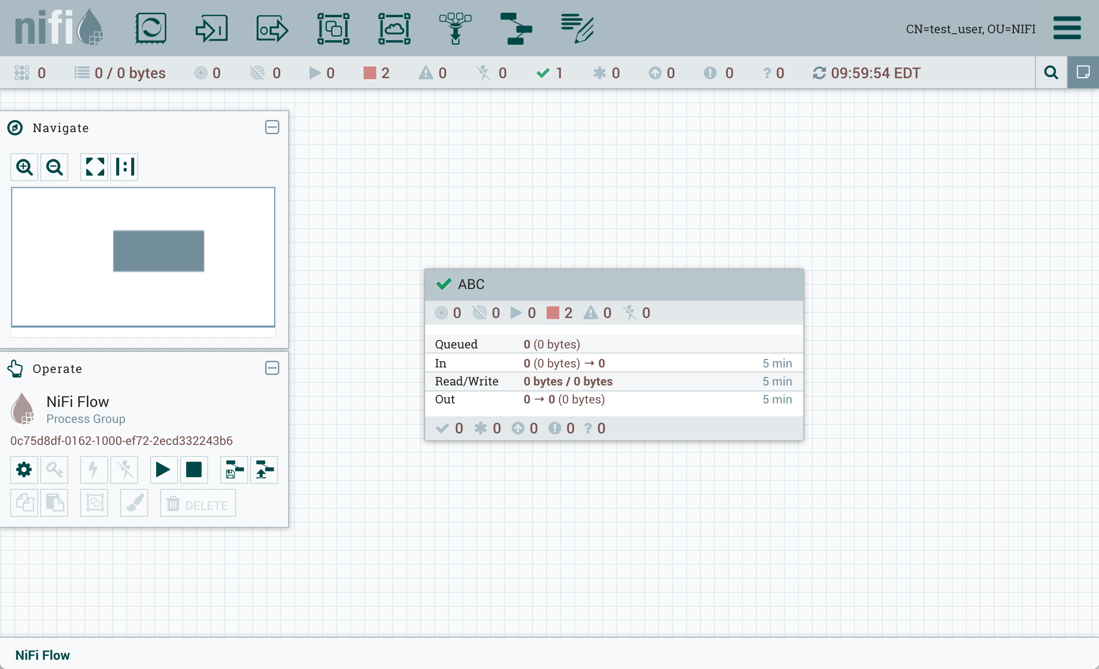 nifi
CN=test_user, OU=NIFI
0 0 / 0 bytes 0 0 0 2 0 0 1 0 0 0 ? 0 09:59:54 EDT
Navigate
ABC
0 0 0 2 0 0
Queued 0 (0 bytes)
In 0 (0 bytes) → 0 5 min
Read/Write 0 bytes / 0 bytes 5 min
Out 0 → 0 (0 bytes) 5 min
0 0 0 0 ? 0
Operate
NiFi Flow
Process Group
0c75d8df-0162-1000-ef72-2ecd332243b6
DELETE
NiFi Flow